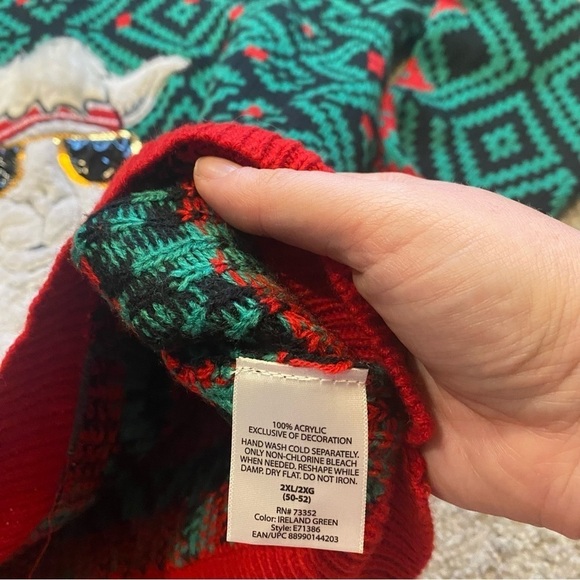 100% ACRYLIC
EXCLUSIVE OF DECORATION
HAND WASH COLD SEPARATELY.
ONLY NON-CHLORINE BLEACH
WHEN NEEDED. RESHAPE WHILE
DAMP. DRY FLAT. DO NOT IRON.
2XL/2XG
(50-52)
RN# 73352
Color: IRELAND GREEN
Style: E71386
EAN/UPC 88990144203